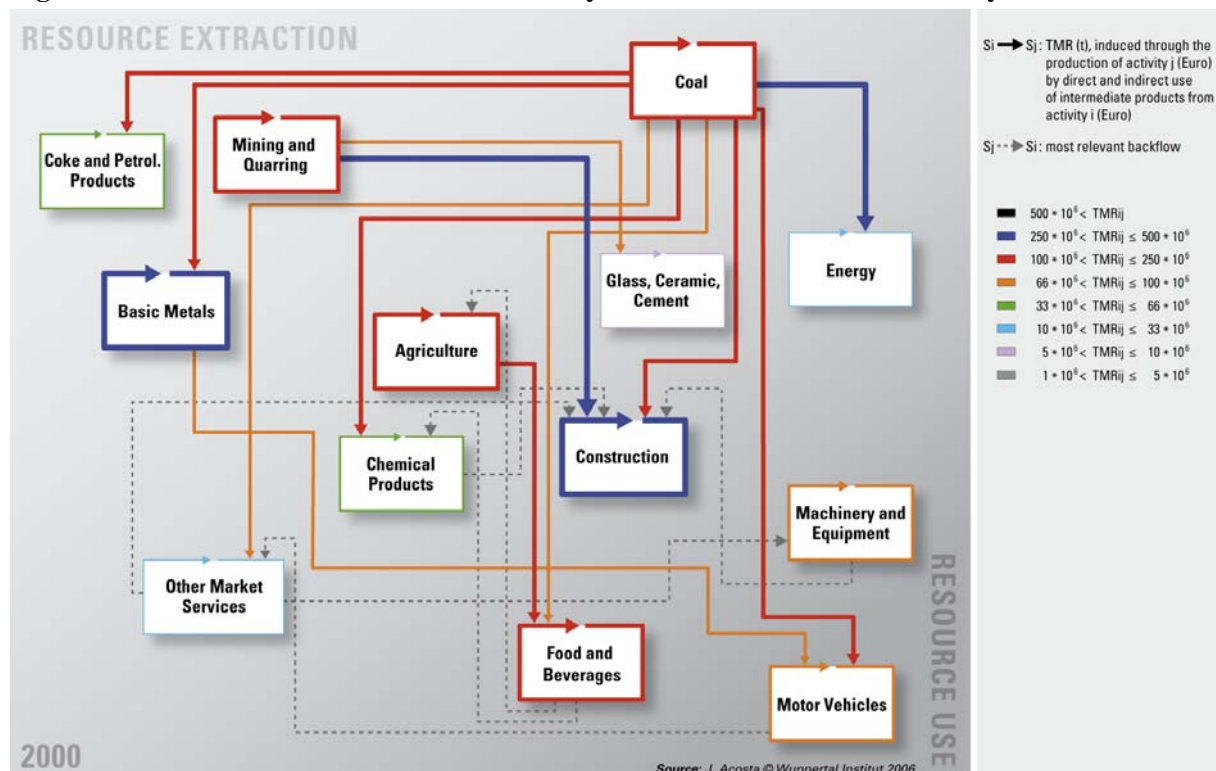 RESOURCE EXTRACTION
Coal
Coke and Petrol.
Products
Mining and
Quarring
Basic Metals
Glass, Ceramic,
Cement
Energy
Agriculture
Chemical
Products
Construction
Machinery and
Equipment
Other Market
Services
Food and
Beverages
Motor Vehicles
RESOURCE USE
2000
Source: J. Acosta © Wuppertal Institut 2006
Si → Sj : TMR (t), induced through the
production of activity j (Euro)
by direct and indirect use
of intermediate products from
activity i (Euro)
Sj ⇢ Si : most relevant backflow
500 * 10⁶ < TMRij
250 * 10⁶ < TMRij ≤ 500 * 10⁶
100 * 10⁶ < TMRij ≤ 250 * 10⁶
66 * 10⁶ < TMRij ≤ 100 * 10⁶
33 * 10⁶ < TMRij ≤ 66 * 10⁶
10 * 10⁶ < TMRij ≤ 33 * 10⁶
5 * 10⁶ < TMRij ≤ 10 * 10⁶
1 * 10⁶ < TMRij ≤ 5 * 10⁶